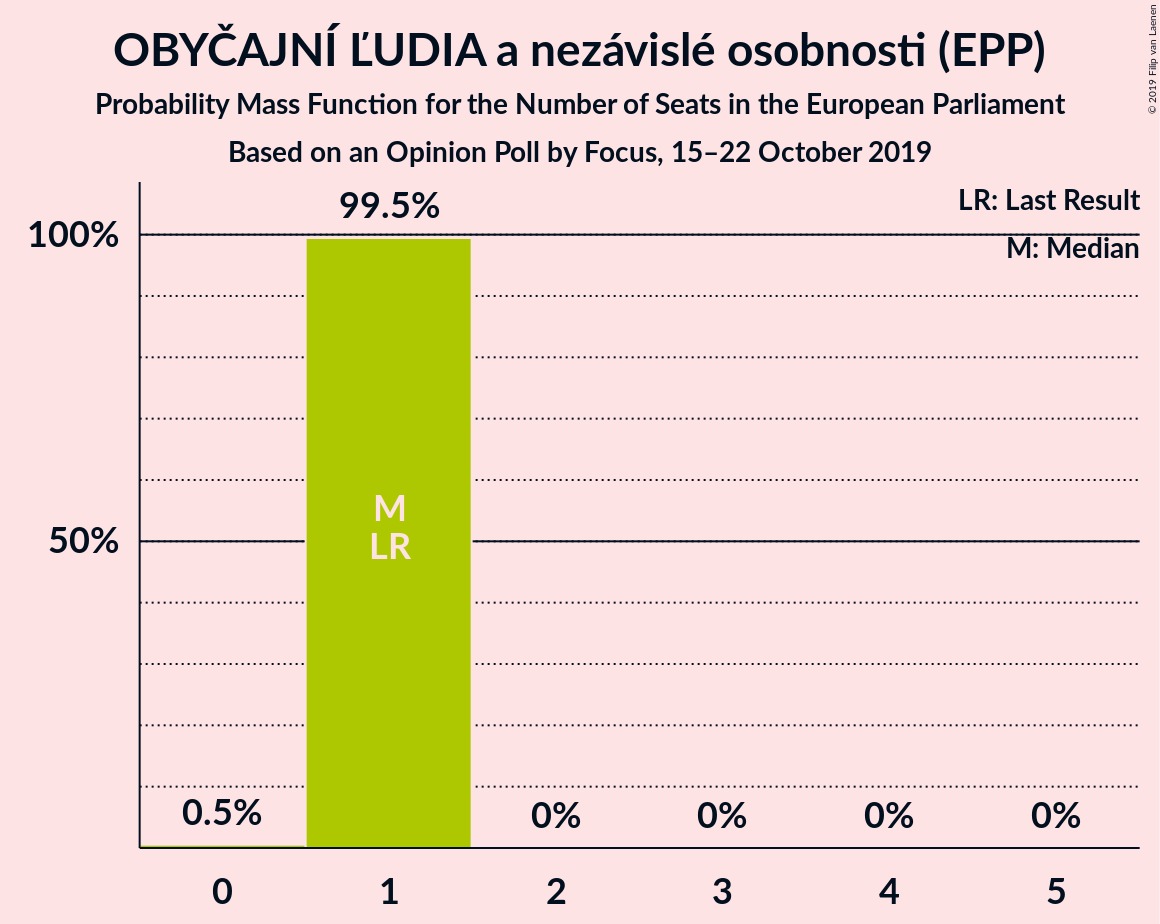 OBYČAJNÍ ĽUDIA a nezávislé osobnosti (EPP)
Probability Mass Function for the Number of Seats in the European Parliament
Based on an Opinion Poll by Focus, 15–22 October 2019
© 2019 Filip van Laenen
LR: Last Result
M: Median
99.5%
100%
M
LR
50%
0.5%
0%
0%
0%
0%
0
1
2
3
4
5